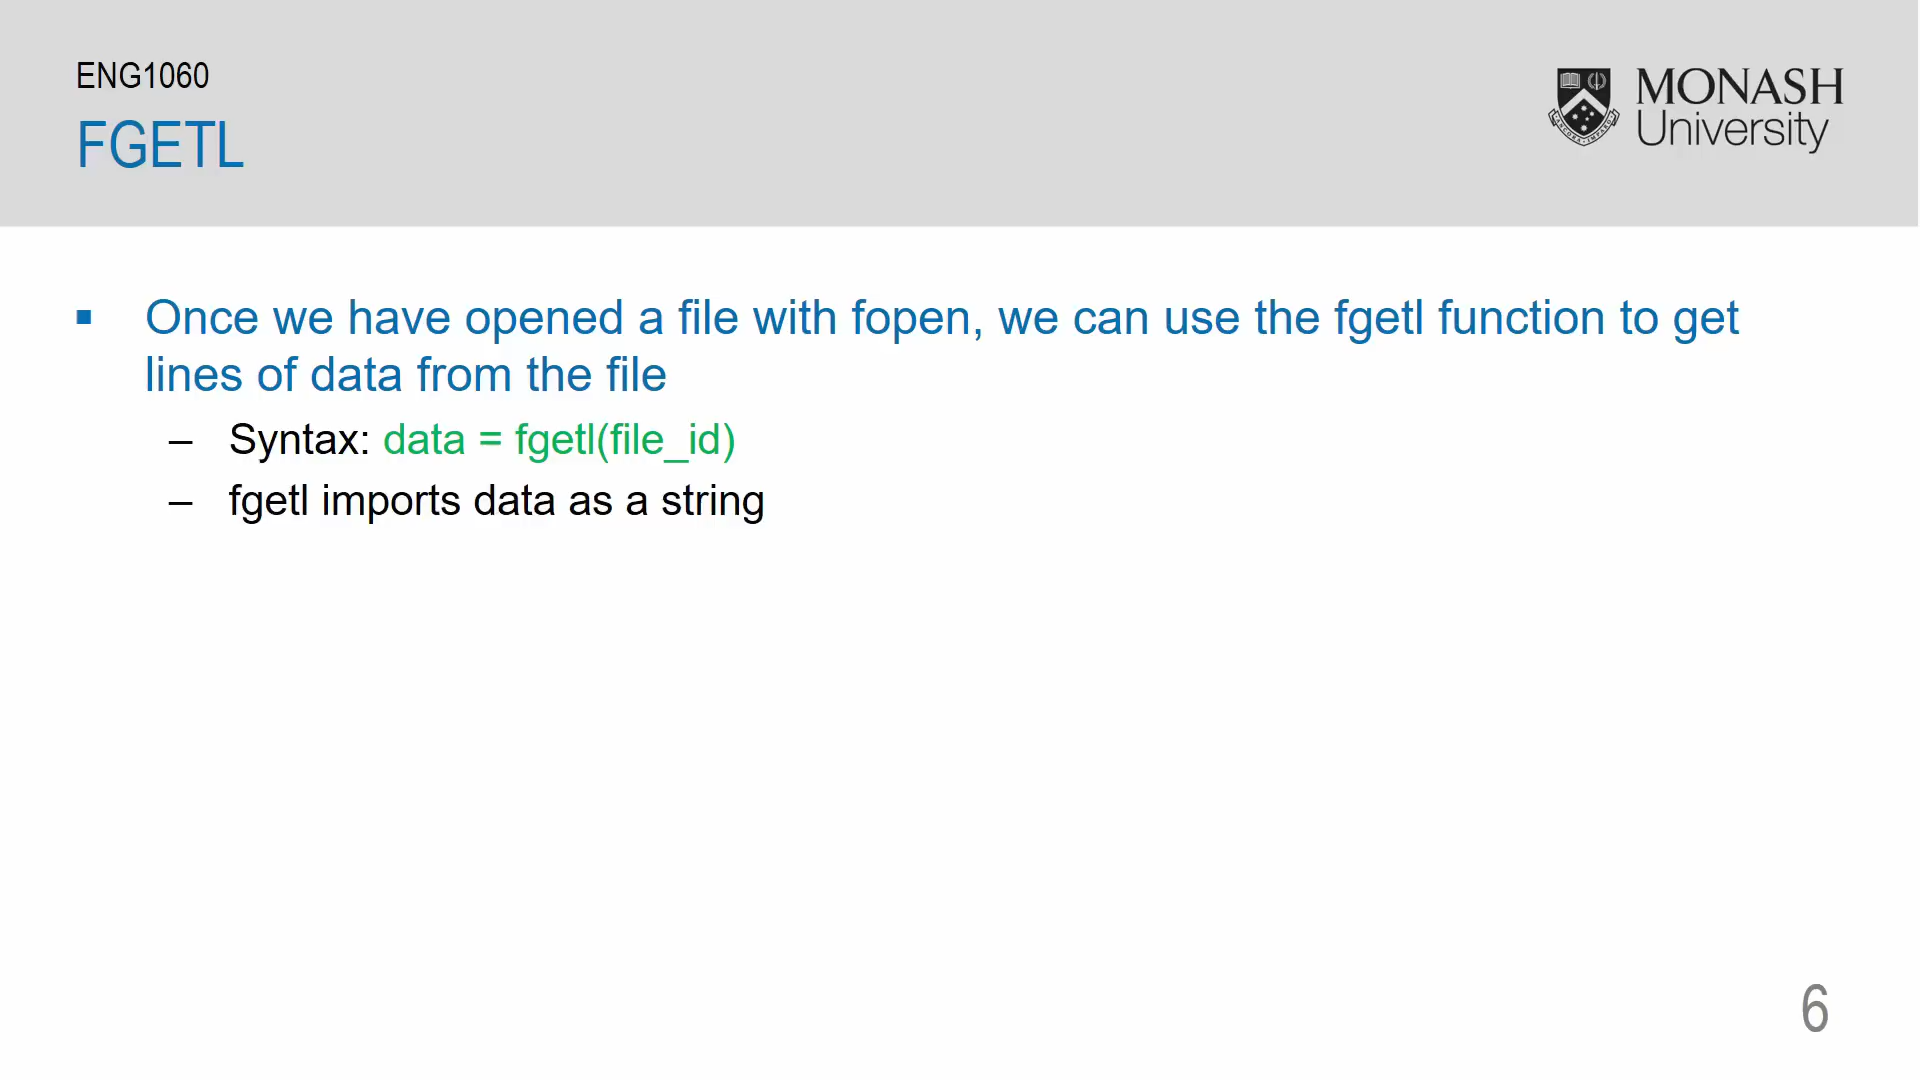 ENG1060
FGETL
MONASH
University
▪ Once we have opened a file with fopen, we can use the fgetl function to get
lines of data from the file
– Syntax: data = fgetl(file_id)
– fgetl imports data as a string
6